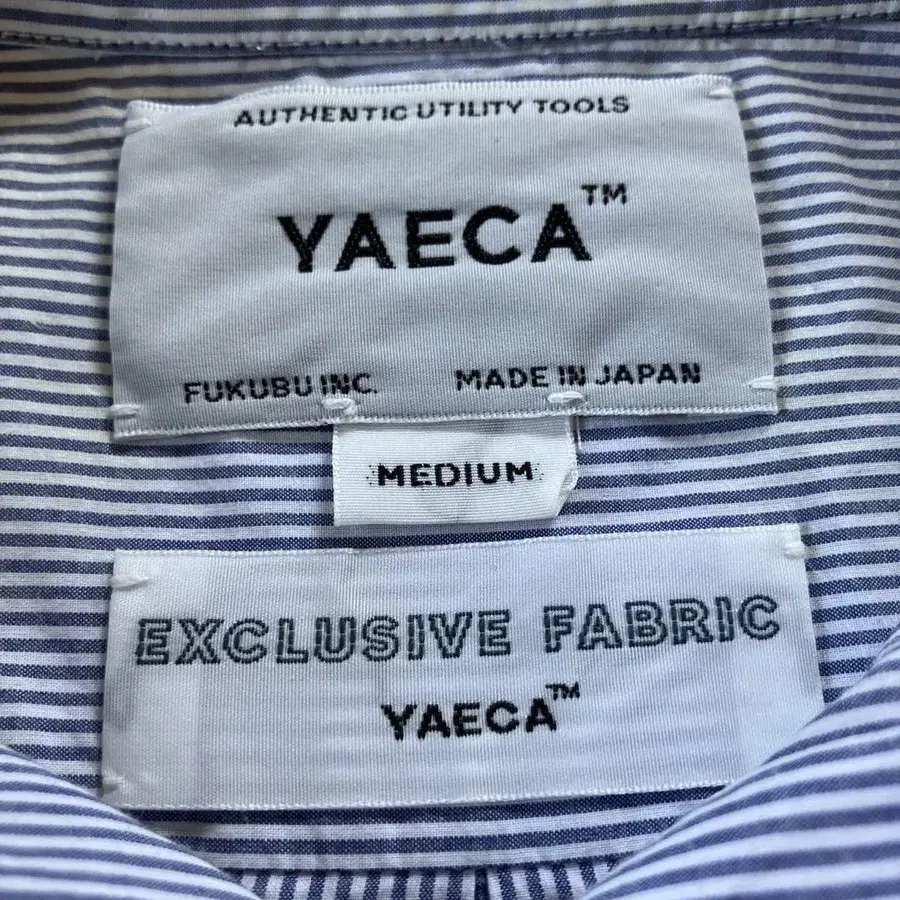 AUTHENTIC UTILITY TOOLS
YAECA™
FUKUBU INC. MADE IN JAPAN
MEDIUM
EXCLUSIVE FABRIC
YAECA™